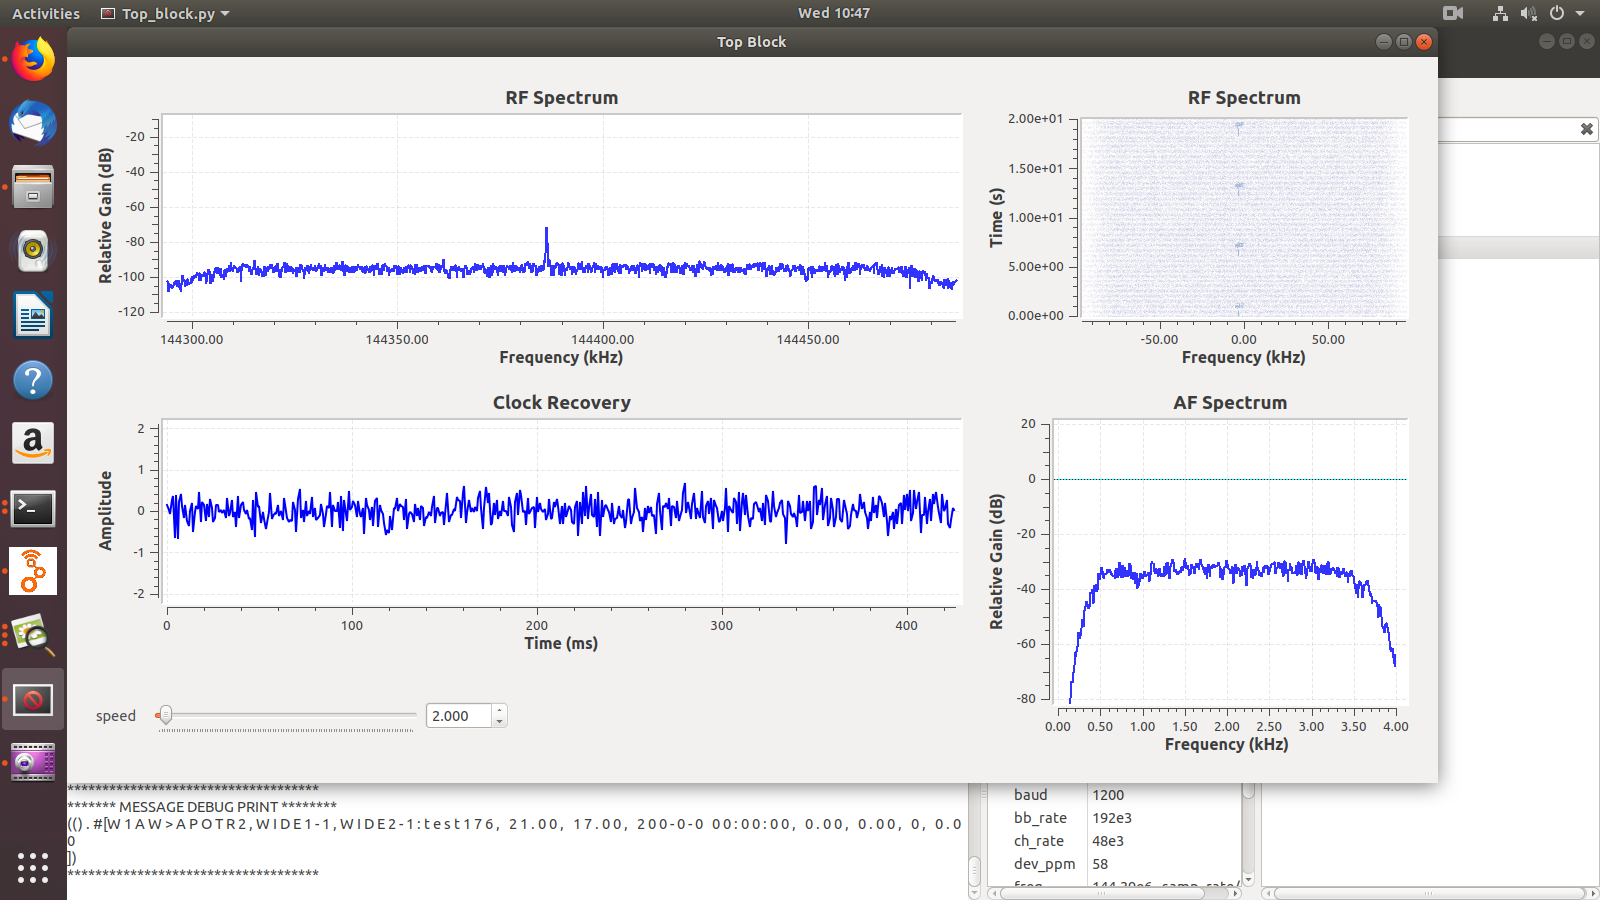 Activities Top_block.py Wed 10:47
Top Block
RF Spectrum
Relative Gain (dB)
-20
-40
-60
-80
-100
-120
144300.00 144350.00 144400.00 144450.00
Frequency (kHz)
RF Spectrum
Time (s)
2.00e+01
1.50e+01
1.00e+01
5.00e+00
0.00e+00
-50.00 0.00 50.00
Frequency (kHz)
Clock Recovery
Amplitude
2
1
0
-1
-2
0 100 200 300 400
Time (ms)
AF Spectrum
Relative Gain (dB)
20
0
-20
-40
-60
-80
0.00 0.50 1.00 1.50 2.00 2.50 3.00 3.50 4.00
Frequency (kHz)
speed 2.000
************************************
******* MESSAGE DEBUG PRINT ********
(().#[W1AW>APOTR2,WIDE1-1,WIDE2-1:test176, 21.00, 17.00, 200-0-0 00:00:00, 0.00, 0.00, 0, 0.0
0
])
************************************
baud 1200
bb_rate 192e3
ch_rate 48e3
dev_ppm 58